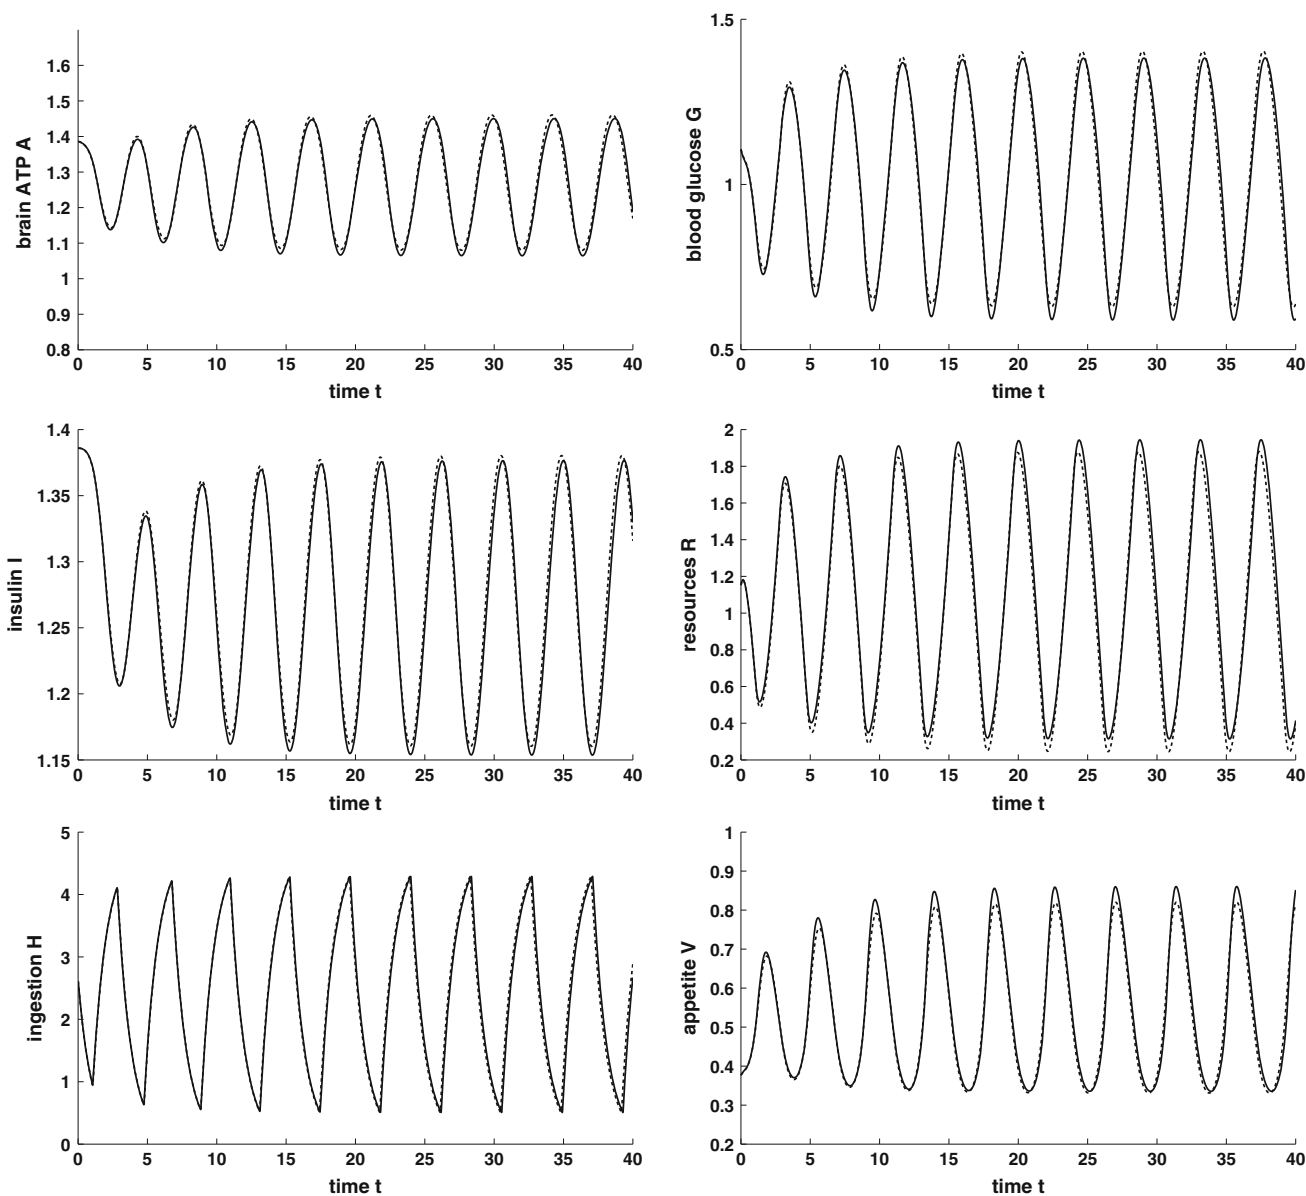 brain ATP A
1.6
1.5
1.4
1.3
1.2
1.1
1
0.9
0.8
0 5 10 15 20 25 30 35 40
time t
blood glucose G
1.5
1
0.5
0 5 10 15 20 25 30 35 40
time t
insulin I
1.4
1.35
1.3
1.25
1.2
1.15
0 5 10 15 20 25 30 35 40
time t
resources R
2
1.8
1.6
1.4
1.2
1
0.8
0.6
0.4
0.2
0 5 10 15 20 25 30 35 40
time t
ingestion H
5
4
3
2
1
0
0 5 10 15 20 25 30 35 40
time t
appetite V
1
0.9
0.8
0.7
0.6
0.5
0.4
0.3
0.2
0 5 10 15 20 25 30 35 40
time t